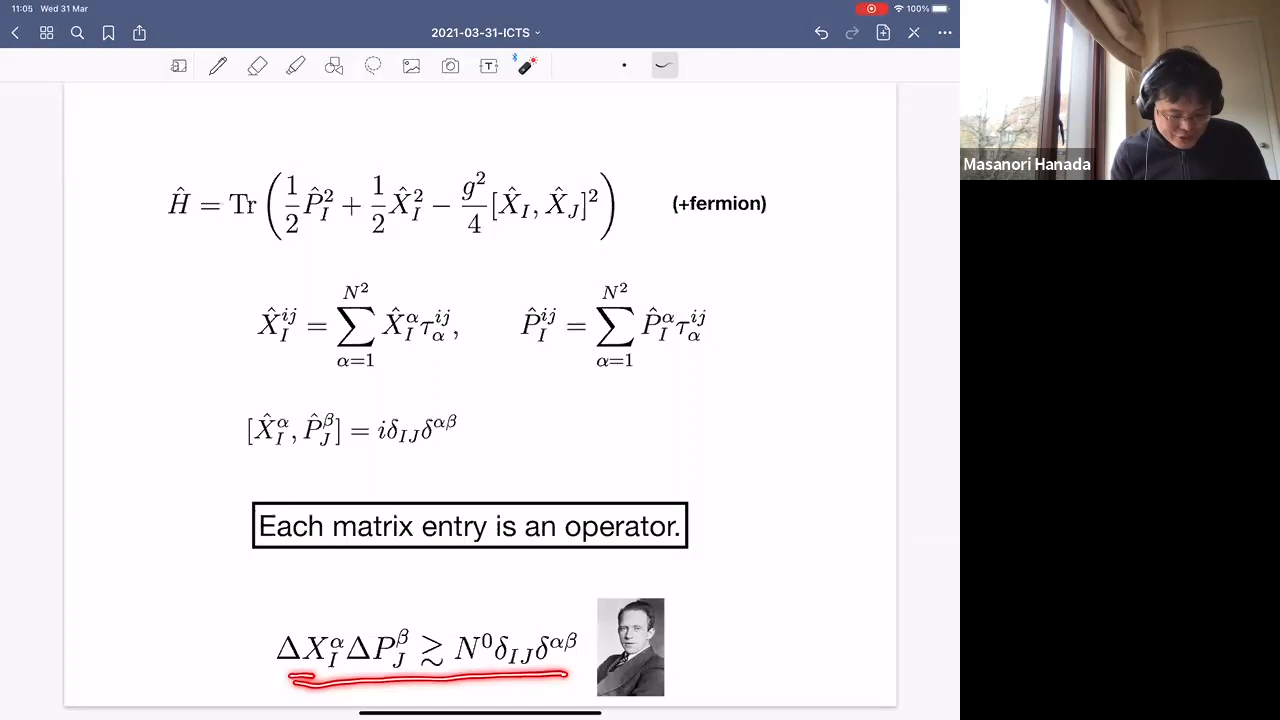 11:05 Wed 31 Mar 100%
2021-03-31-ICTS
Masanori Hanada
Ĥ = Tr ( 1/2 P̂_I^2 + 1/2 X̂_I^2 − g^2/4 [X̂_I, X̂_J]^2 ) (+fermion)
X̂_I^{ij} = ∑_{α=1}^{N^2} X̂_I^α τ_α^{ij}, P̂_I^{ij} = ∑_{α=1}^{N^2} P̂_I^α τ_α^{ij}
[X̂_I^α, P̂_J^β] = iδ_{IJ}δ^{αβ}
Each matrix entry is an operator.
ΔX_I^α ΔP_J^β ≳ N^0 δ_{IJ}δ^{αβ}